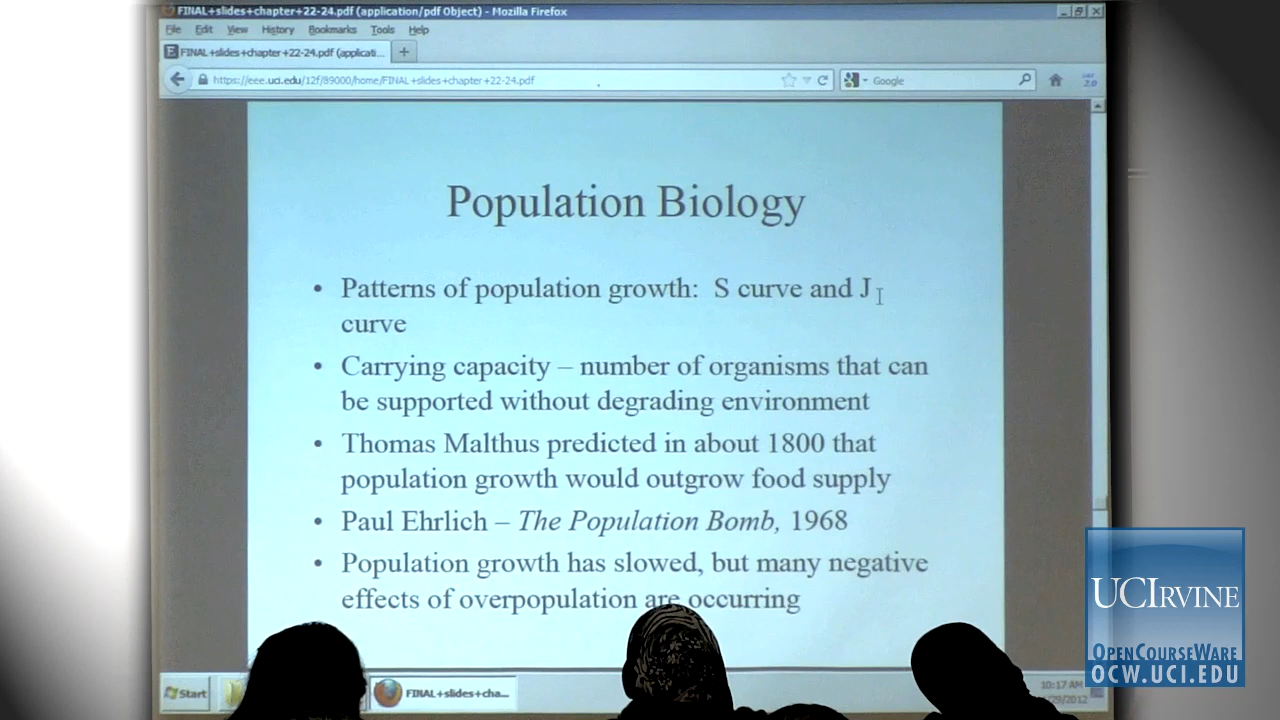 FINAL+slides+chapter+22-24.pdf (application/pdf Object) - Mozilla Firefox
File Edit View History Bookmarks Tools Help
FINAL+slides+chapter+22-24.pdf (applicati... +
https://eee.uci.edu/12f/89000/home/FINAL+slides+chapter+22-24.pdf Google
2.0
Population Biology
• Patterns of population growth: S curve and J
curve
• Carrying capacity – number of organisms that can
be supported without degrading environment
• Thomas Malthus predicted in about 1800 that
population growth would outgrow food supply
• Paul Ehrlich – The Population Bomb, 1968
• Population growth has slowed, but many negative
effects of overpopulation are occurring
UCIRVINE
OPENCOURSEWARE
OCW.UCI.EDU
Start FINAL+slides+cha... 10:17 AM
/29/2012